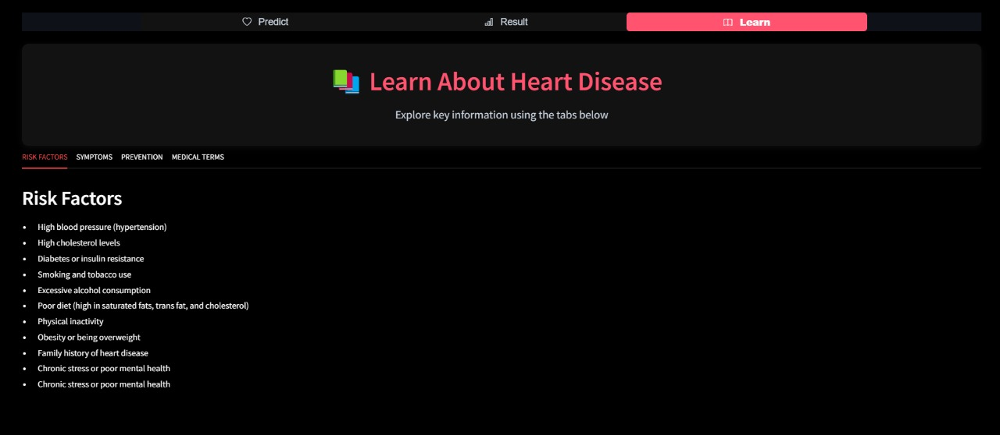 Predict
Result
Learn
Learn About Heart Disease
Explore key information using the tabs below
RISK FACTORS SYMPTOMS PREVENTION MEDICAL TERMS
Risk Factors
• High blood pressure (hypertension)
• High cholesterol levels
• Diabetes or insulin resistance
• Smoking and tobacco use
• Excessive alcohol consumption
• Poor diet (high in saturated fats, trans fat, and cholesterol)
• Physical inactivity
• Obesity or being overweight
• Family history of heart disease
• Chronic stress or poor mental health
• Chronic stress or poor mental health